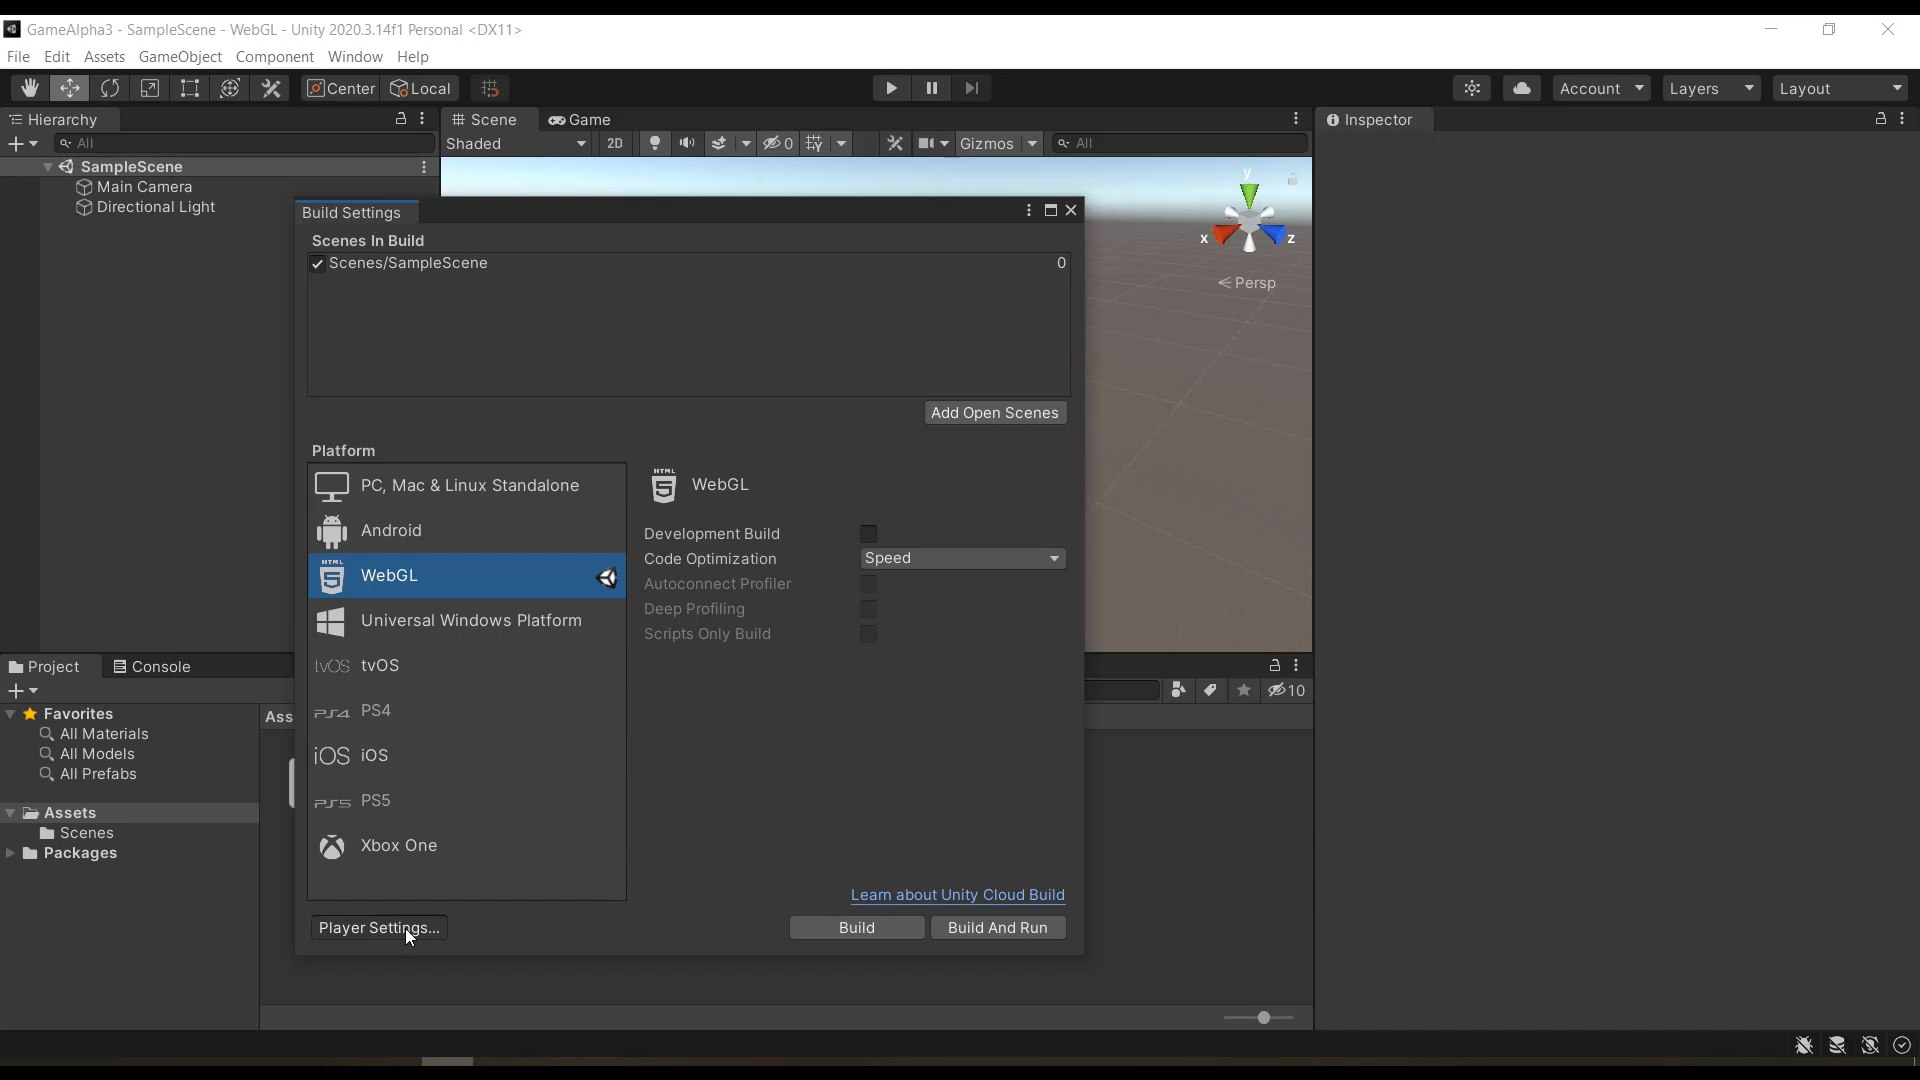 GameAlpha3 - SampleScene - WebGL - Unity 2020.3.14f1 Personal <DX11>
File Edit Assets GameObject Component Window Help
Center Local Account Layers Layout
Hierarchy Scene Game Inspector
All Shaded 2D 0 Gizmos All
SampleScene
Main Camera
Directional Light
y
x z
Persp
Build Settings
Scenes In Build
Scenes/SampleScene 0
Add Open Scenes
Platform
PC, Mac & Linux Standalone
Android
HTML 5 WebGL
Universal Windows Platform
tvOS tvOS
PS4 PS4
iOS iOS
PS5 PS5
Xbox One
HTML 5 WebGL
Development Build
Code Optimization Speed
Autoconnect Profiler
Deep Profiling
Scripts Only Build
Learn about Unity Cloud Build
Player Settings... Build Build And Run
Project Console
10
Favorites Ass
All Materials
All Models
All Prefabs
Assets
Scenes
Packages